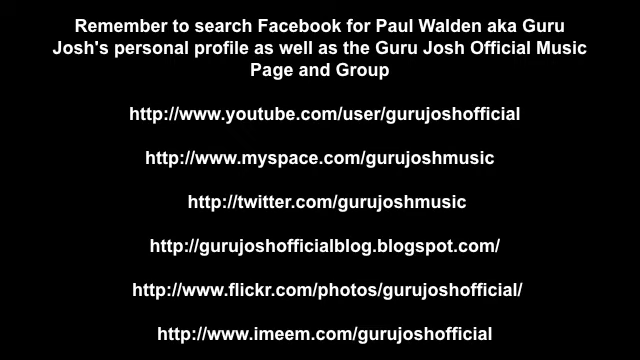 Remember to search Facebook for Paul Walden aka Guru
Josh's personal profile as well as the Guru Josh Official Music
Page and Group
http://www.youtube.com/user/gurujoshofficial
http://www.myspace.com/gurujoshmusic
http://twitter.com/gurujoshmusic
http://gurujoshofficialblog.blogspot.com/
http://www.flickr.com/photos/gurujoshofficial/
http://www.imeem.com/gurujoshofficial